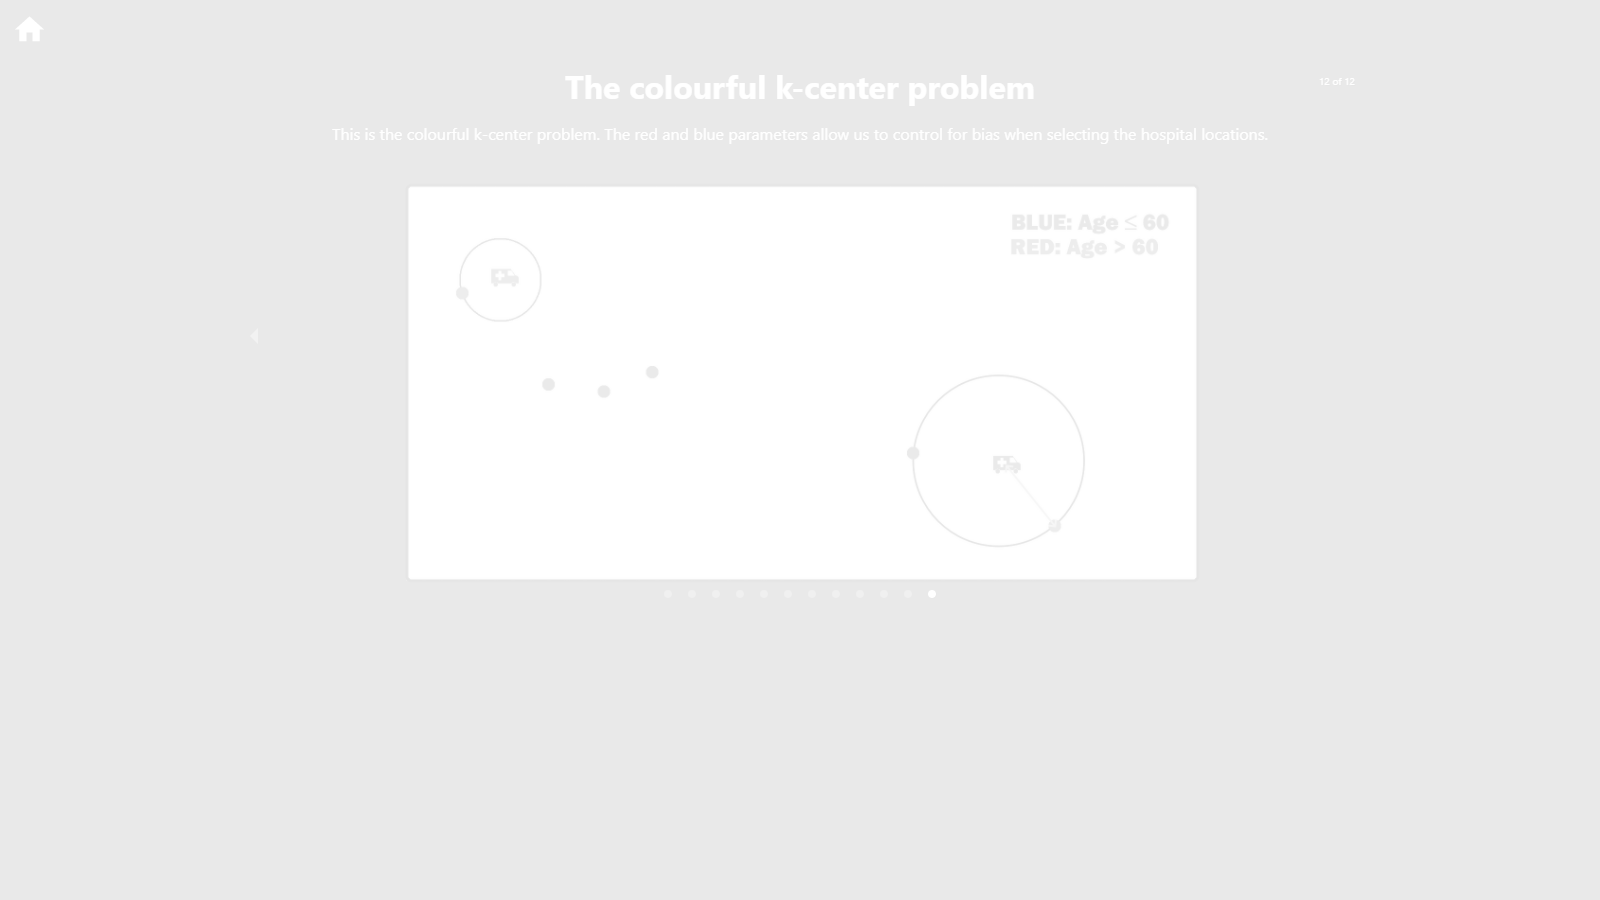 The colourful k-center problem
12 of 12
This is the colourful k-center problem. The red and blue parameters allow us to control for bias when selecting the hospital locations.
BLUE: Age ≤ 60
RED: Age > 60